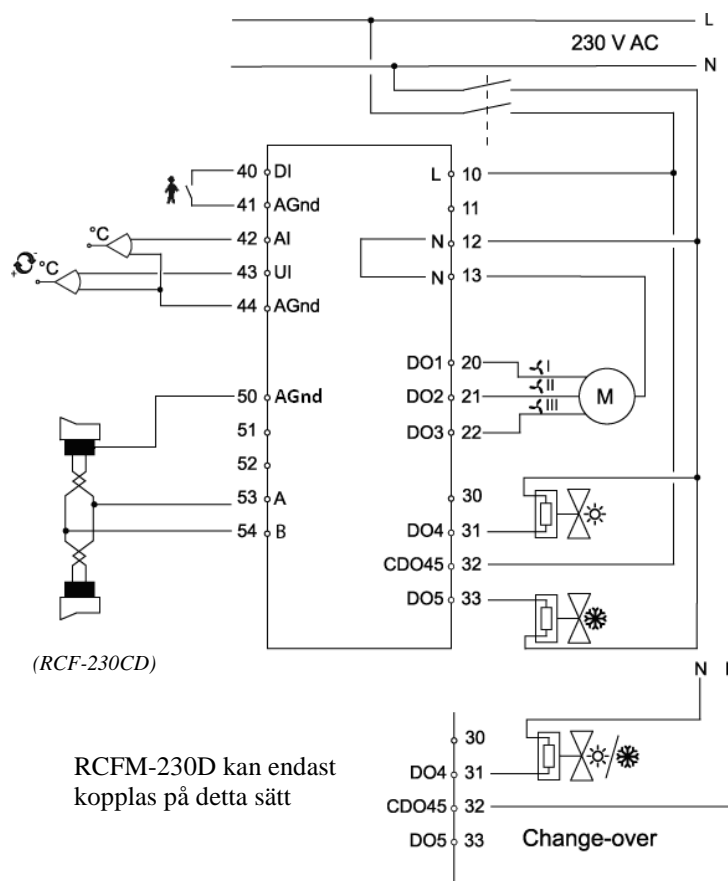 L
230 V AC
N
40 DI
41 AGnd
°C
42 AI
°C
43 UI
44 AGnd
50 AGnd
51
52
53 A
54 B
L 10
11
N 12
N 13
DO1 20
I
DO2 21
II
M
DO3 22
III
30
DO4 31
CDO45 32
DO5 33
(RCF-230CD)
N
RCFM-230D kan endast
kopplas på detta sätt
30
DO4 31
CDO45 32
DO5 33
Change-over